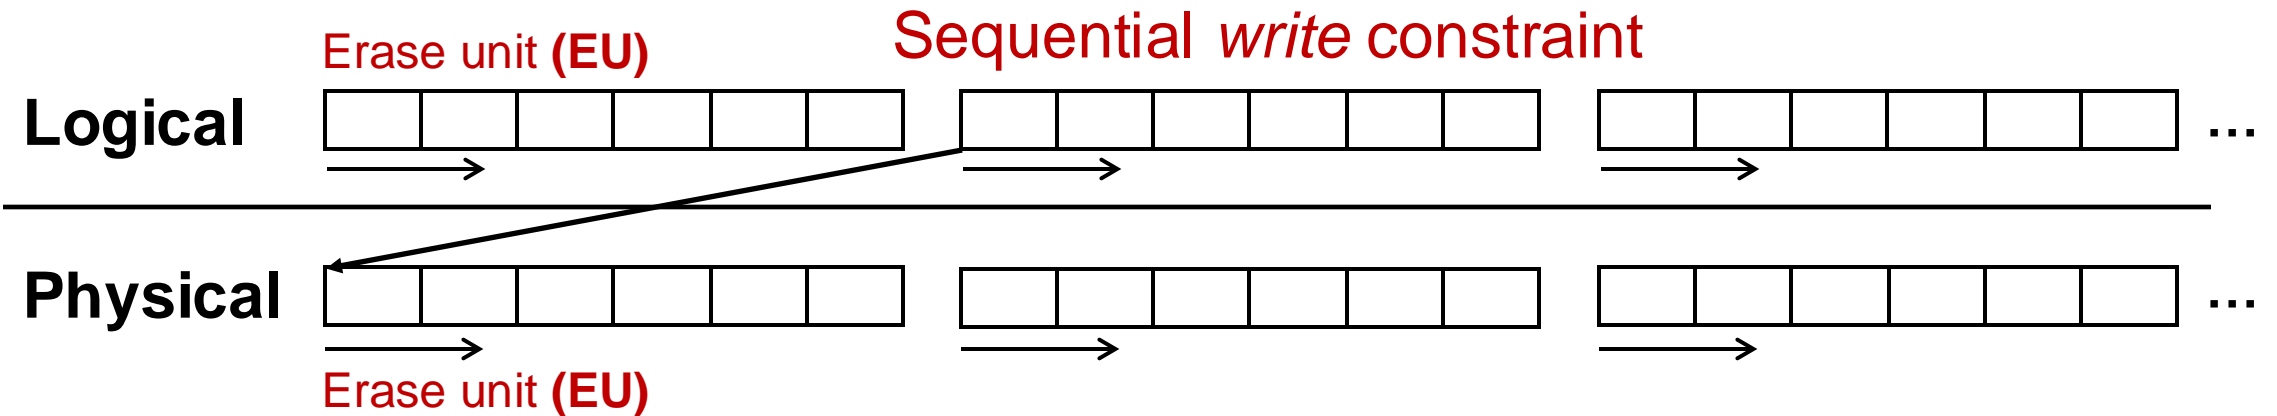 Sequential write constraint
Erase unit (EU)
Logical
...
Physical
...
Erase unit (EU)